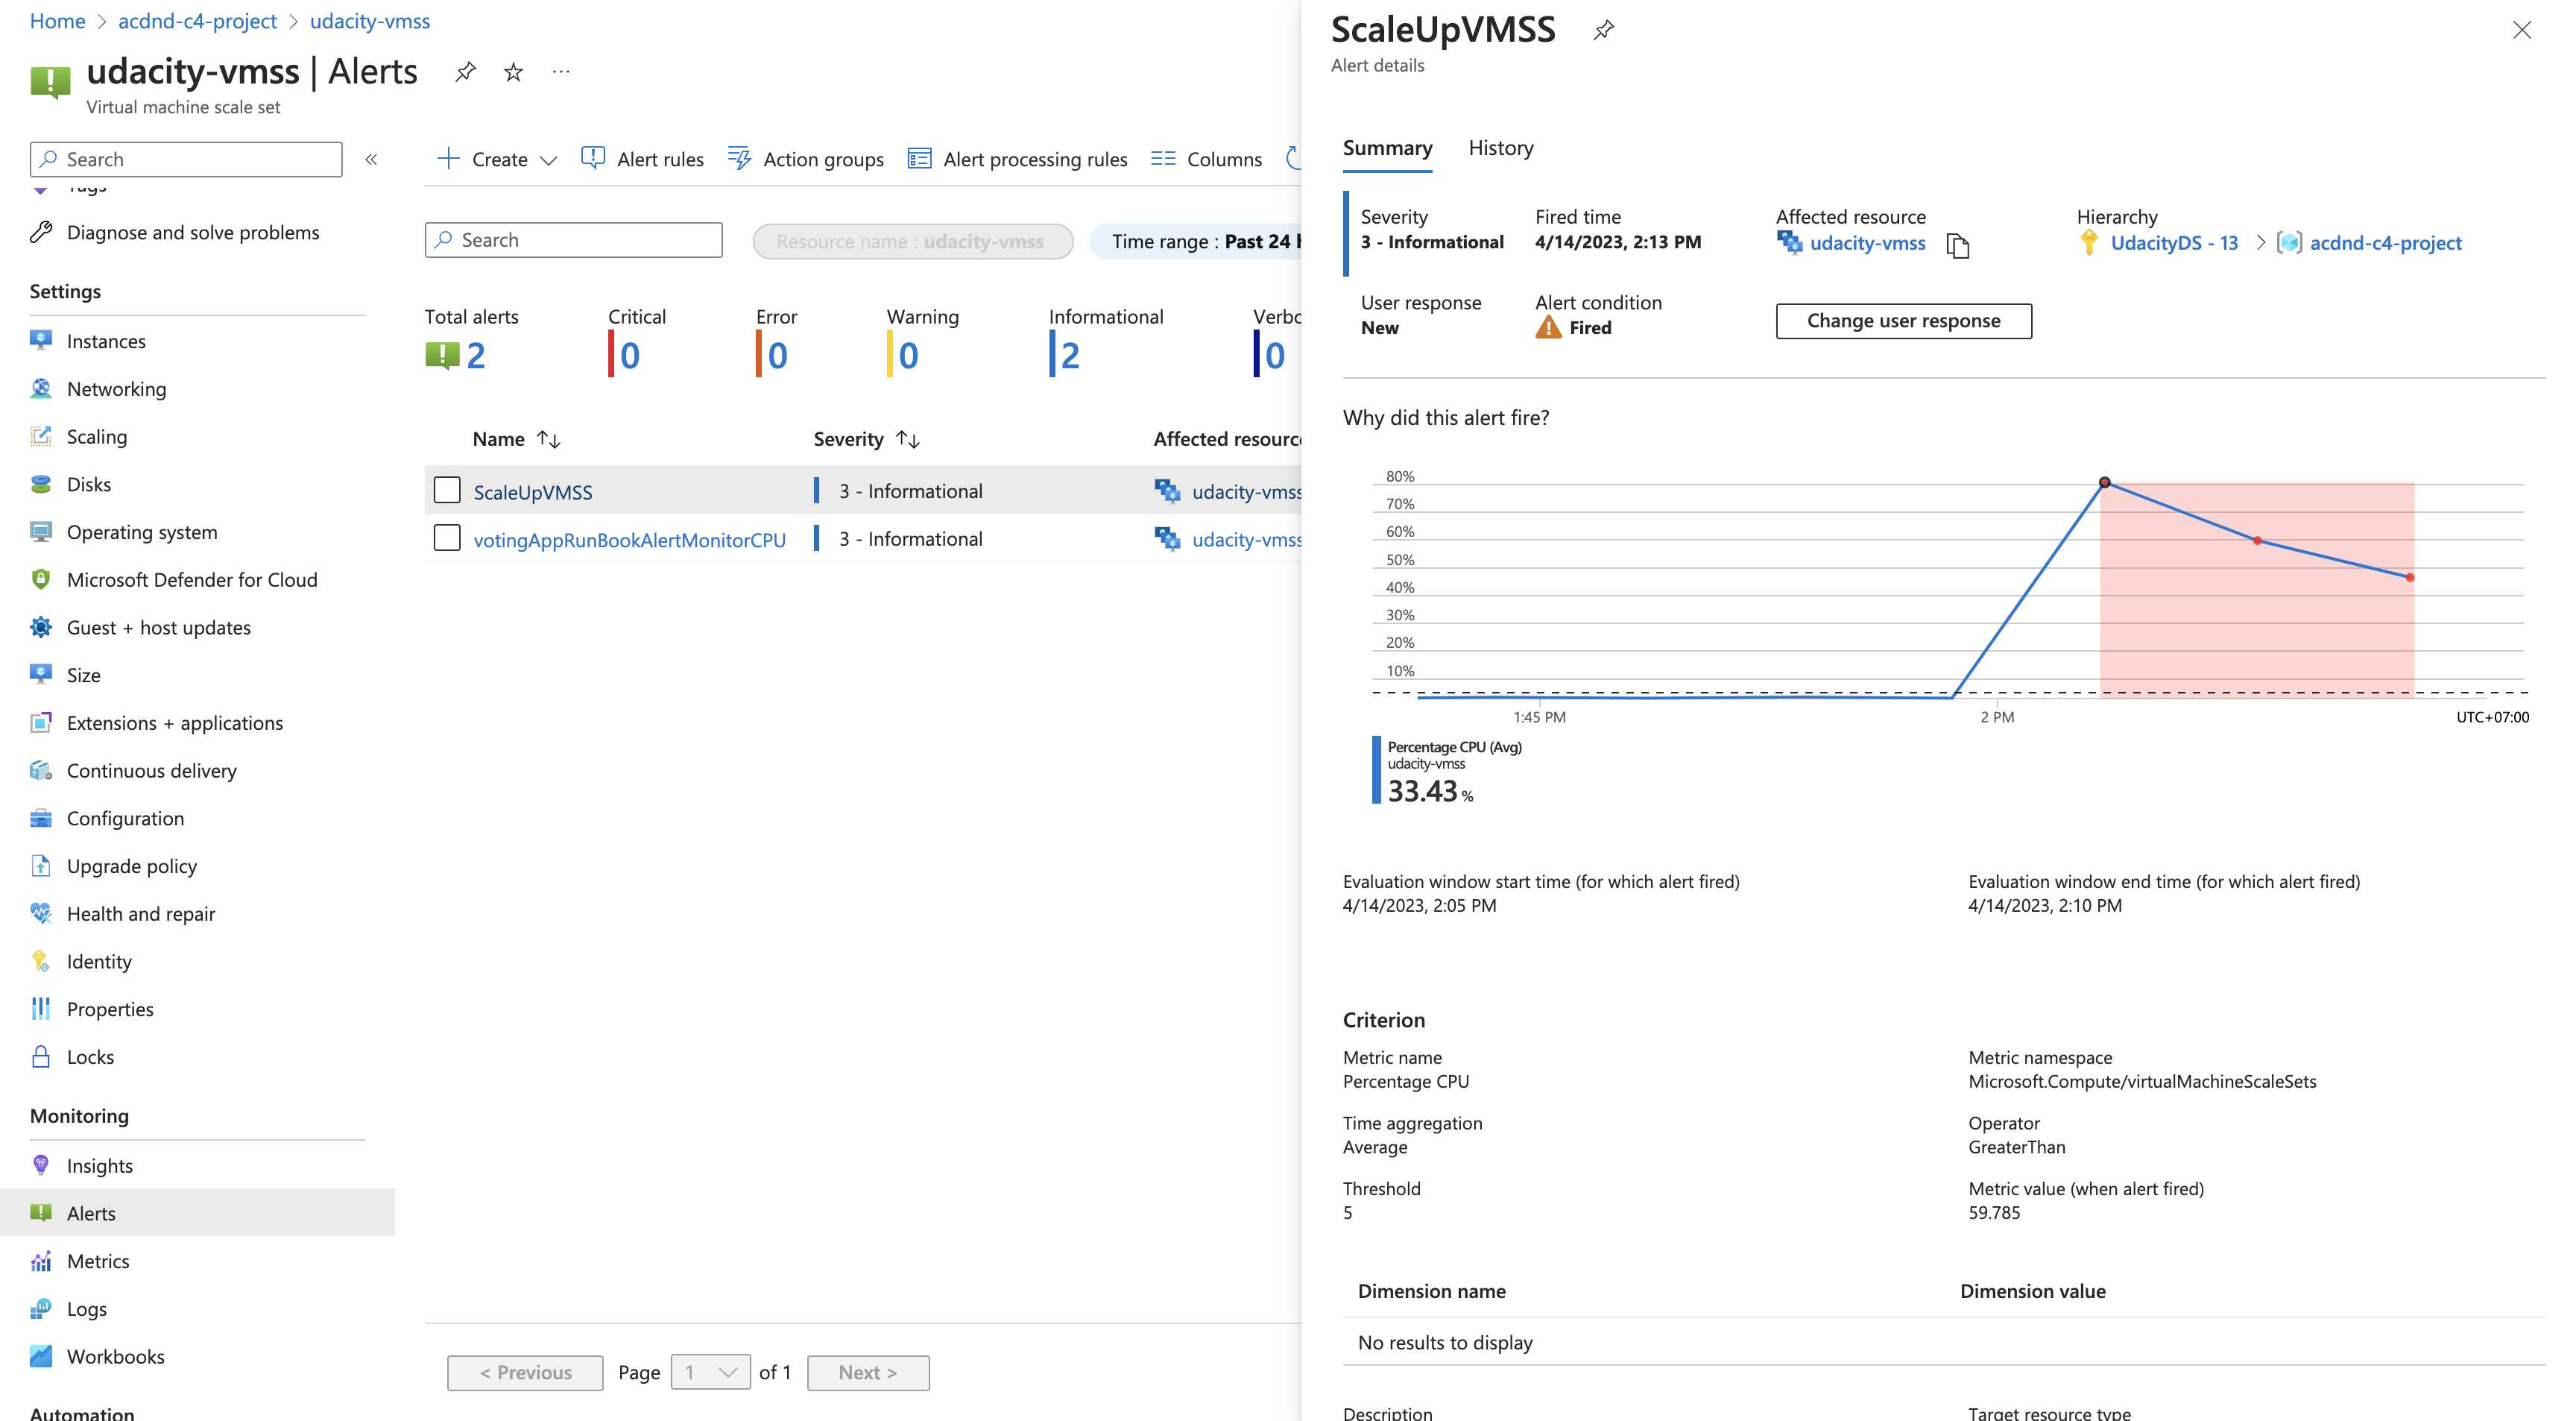 Home > acdnd-c4-project > udacity-vmss
udacity-vmss | Alerts
Virtual machine scale set
Search
Tags
Diagnose and solve problems
Settings
Instances
Networking
Scaling
Disks
Operating system
Microsoft Defender for Cloud
Guest + host updates
Size
Extensions + applications
Continuous delivery
Configuration
Upgrade policy
Health and repair
Identity
Properties
Locks
Monitoring
Insights
Alerts
Metrics
Logs
Workbooks
Automation
Create Alert rules Action groups Alert processing rules Columns
Search Resource name : udacity-vmss Time range : Past 24 h
Total alerts Critical Error Warning Informational Verbo
2 0 0 0 2 0
Name Severity Affected resourc
ScaleUpVMSS 3 - Informational udacity-vmss
votingAppRunBookAlertMonitorCPU 3 - Informational udacity-vmss
< Previous Page 1 of 1 Next >
ScaleUpVMSS
Alert details
Summary History
Severity Fired time Affected resource Hierarchy
3 - Informational 4/14/2023, 2:13 PM udacity-vmss UdacityDS - 13 > acdnd-c4-project
User response Alert condition
New Fired Change user response
Why did this alert fire?
80%
70%
60%
50%
40%
30%
20%
10%
1:45 PM 2 PM UTC+07:00
Percentage CPU (Avg)
udacity-vmss
33.43 %
Evaluation window start time (for which alert fired) Evaluation window end time (for which alert fired)
4/14/2023, 2:05 PM 4/14/2023, 2:10 PM
Criterion
Metric name Metric namespace
Percentage CPU Microsoft.Compute/virtualMachineScaleSets
Time aggregation Operator
Average GreaterThan
Threshold Metric value (when alert fired)
5 59.785
Dimension name Dimension value
No results to display
Description Target resource type